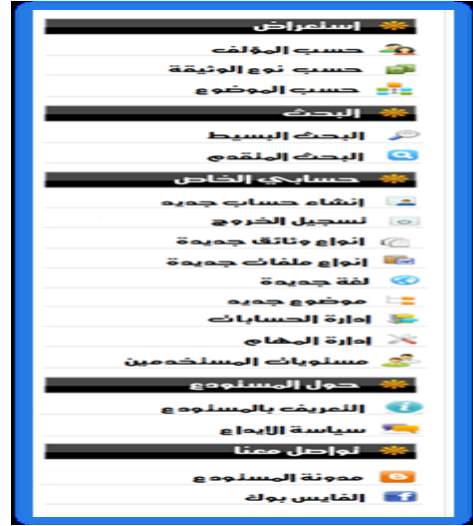 استعراض
حسب المؤلف
حسب نوع الوثيقة
حسب الموضوع
البحث
البحث البسيط
البحث المتقدم
حسابي الخاص
إنشاء حساب جديد
تسجيل الخروج
انواع وثائق جديدة
إنواع ملفات جديدة
لغة جديدة
موضوع جديد
إدارة الحسابات
إدارة المهام
مستويات المستخدمين
حول المستودع
التعريف بالمستودع
سياسة الإيداع
تواصل معنا
مدونة المستودع
الفايس بوك